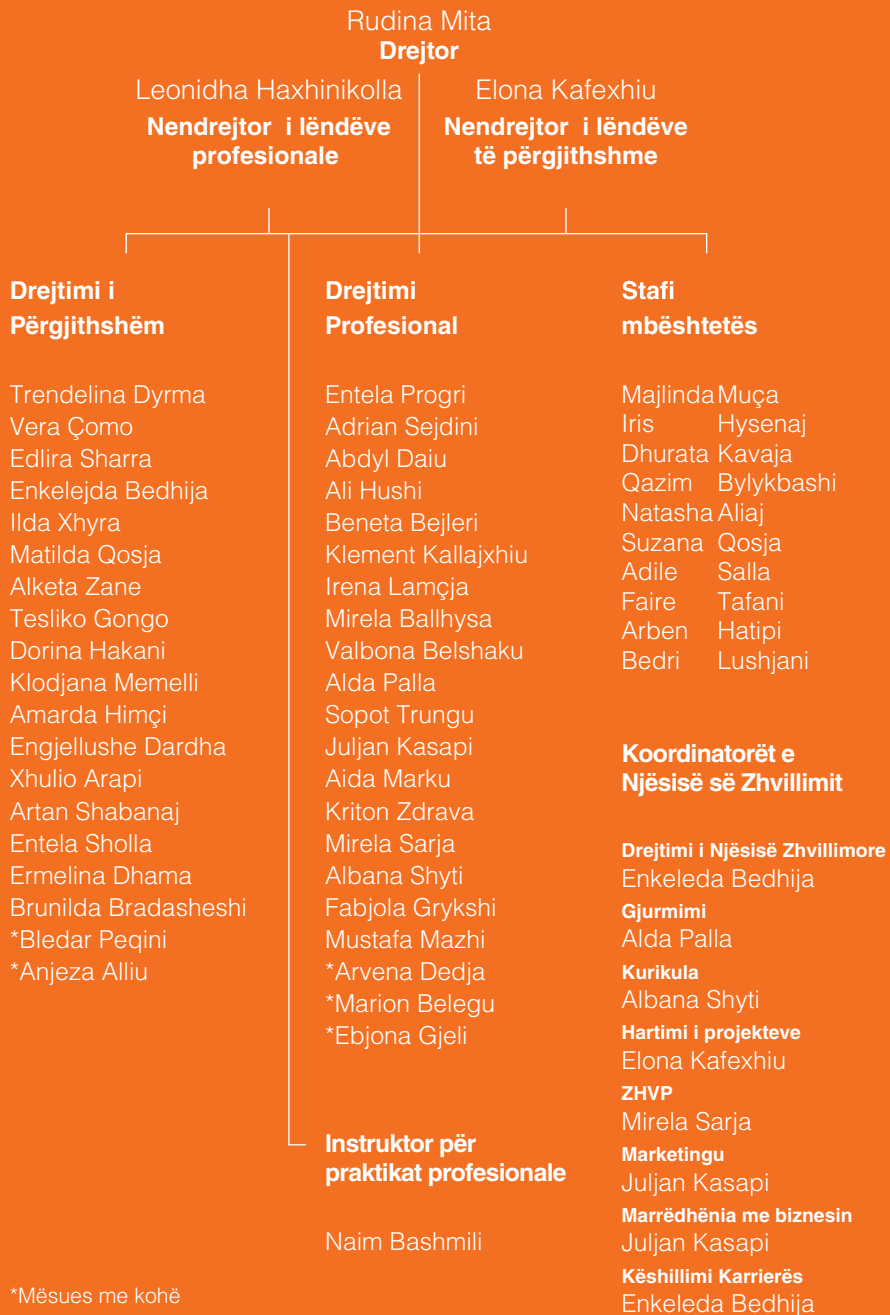 Rudina Mita
Drejtor
Leonidha Haxhinikolla
Nendrejtor i lëndëve
profesionale
Elona Kafexhiu
Nendrejtor i lëndëve
të përgjithshme
Drejtimi i
Përgjithshëm
Trendelina Dyrma
Vera Çomo
Edlira Sharra
Enkelejda Bedhija
Ilda Xhyra
Matilda Qosja
Alketa Zane
Tesliko Gongo
Dorina Hakani
Klodjana Memelli
Amarda Himçi
Engjellushe Dardha
Xhulio Arapi
Artan Shabanaj
Entela Sholla
Ermelina Dhama
Brunilda Bradasheshi
*Bledar Peqini
*Anjeza Alliu
Drejtimi
Profesional
Entela Progri
Adrian Sejdini
Abdyl Daiu
Ali Hushi
Beneta Bejleri
Klement Kallajxhiu
Irena Lamçja
Mirela Ballhysa
Valbona Belshaku
Alda Palla
Sopot Trungu
Juljan Kasapi
Aida Marku
Kriton Zdrava
Mirela Sarja
Albana Shyti
Fabjola Grykshi
Mustafa Mazhi
*Arvena Dedja
*Marion Belegu
*Ebjona Gjeli
Instruktor për
praktikat profesionale
Naim Bashmili
Stafi
mbështetës
Majlinda Muça
Iris Hysenaj
Dhurata Kavaja
Qazim Bylykbashi
Natasha Aliaj
Suzana Qosja
Adile Salla
Faire Tafani
Arben Hatipi
Bedri Lushjani
Koordinatorët e
Njësisë së Zhvillimit
Drejtimi i Njësisë Zhvillimore
Enkeleda Bedhija
Gjurmimi
Alda Palla
Kurikula
Albana Shyti
Hartimi i projekteve
Elona Kafexhiu
ZHVP
Mirela Sarja
Marketingu
Juljan Kasapi
Marrëdhënia me biznesin
Juljan Kasapi
Këshillimi Karrierës
Enkeleda Bedhija
*Mësues me kohë